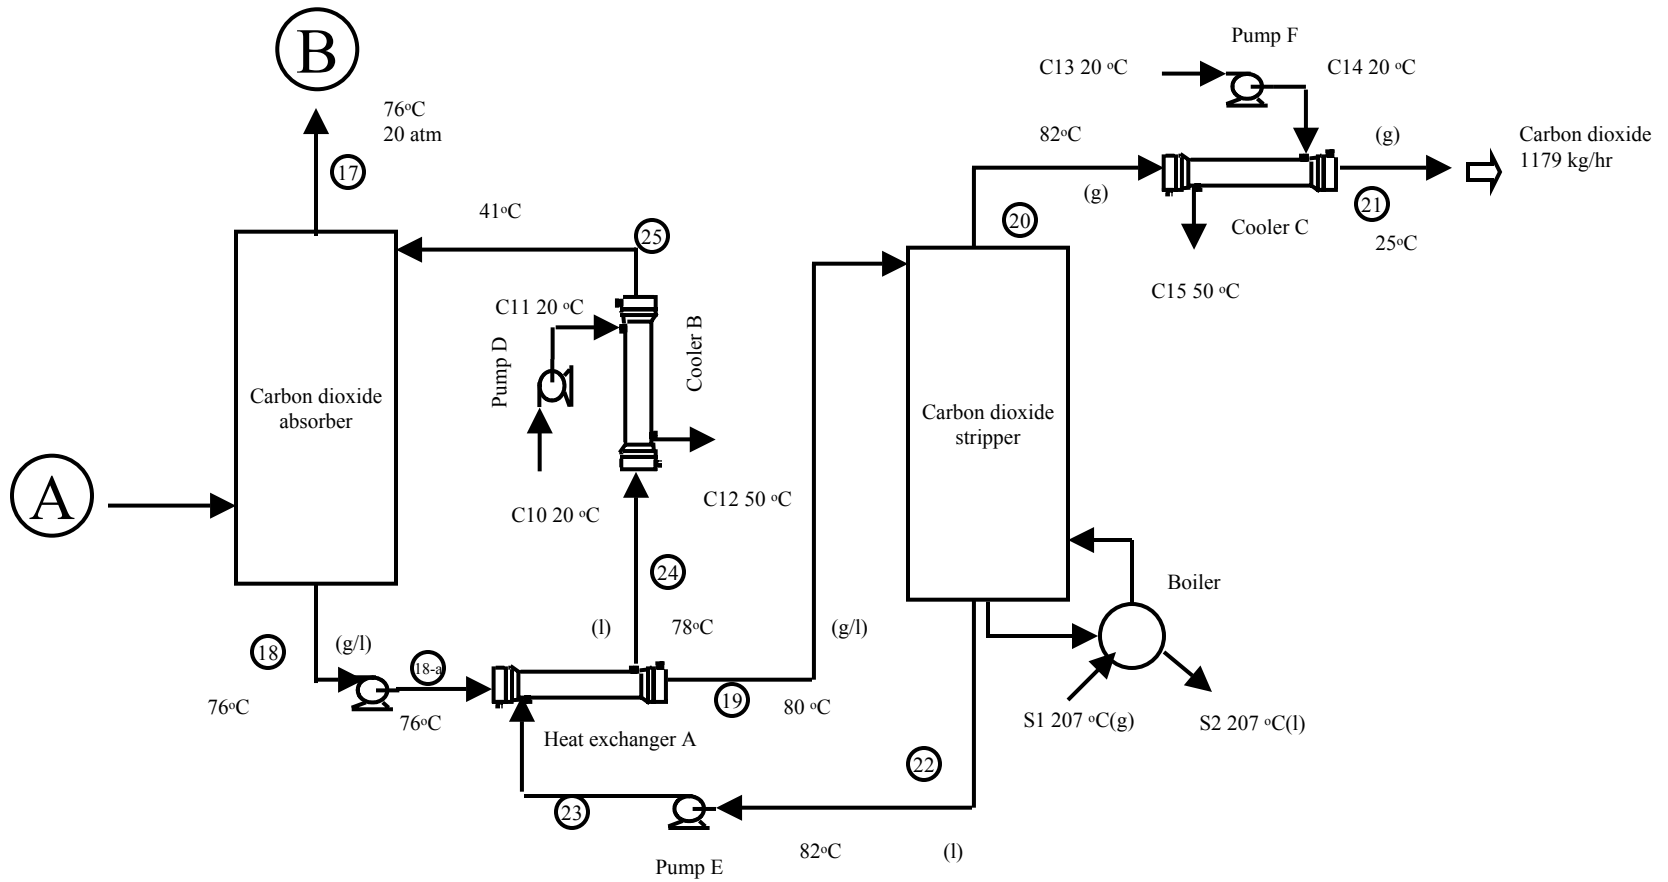 B
Pump F
C13 20 °C
C14 20 °C
76°C
20 atm
82°C
(g)
Carbon dioxide
1179 kg/hr
17
(g)
41°C
25
20
21
Cooler C
25°C
C15 50 °C
C11 20 °C
Pump D
Cooler B
Carbon dioxide
absorber
Carbon dioxide
stripper
A
C10 20 °C
C12 50 °C
24
Boiler
18
(g/l)
(l)
78°C
(g/l)
18-a
76°C
76°C
19
80 °C
S1 207 °C(g)
S2 207 °C(l)
Heat exchanger A
22
23
82°C
(l)
Pump E